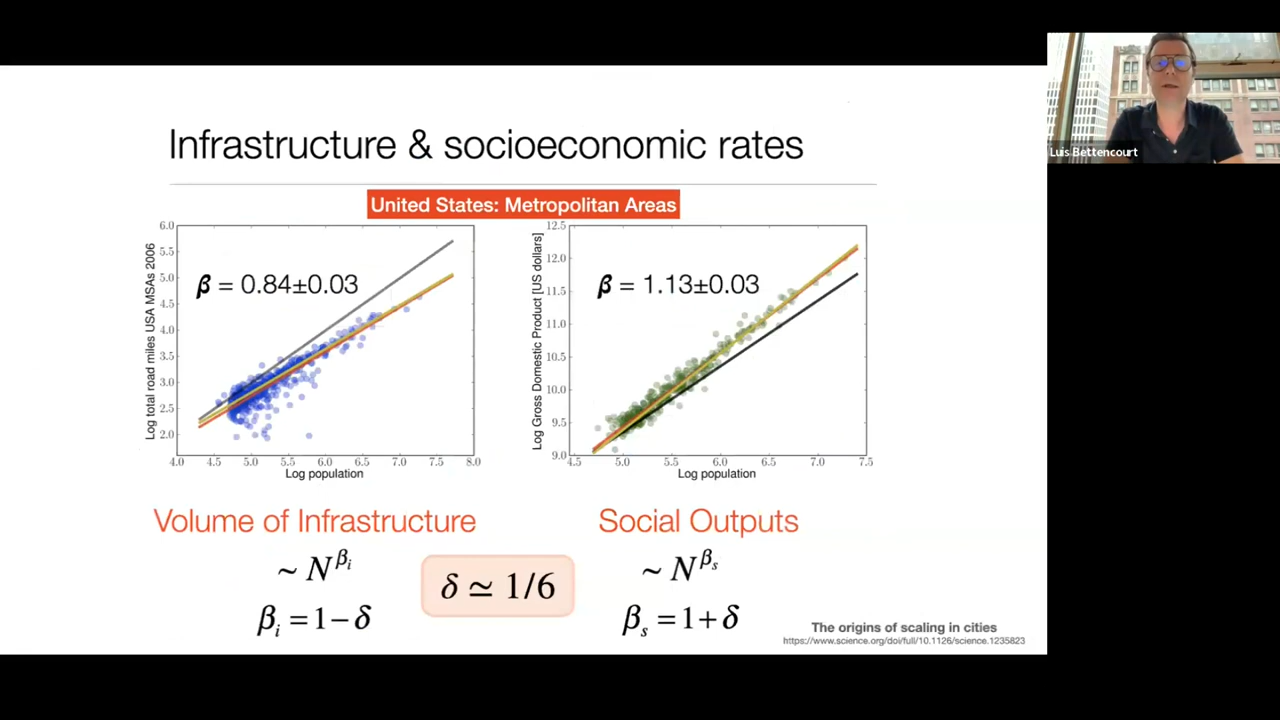 Luis Bettencourt
Infrastructure & socioeconomic rates
United States: Metropolitan Areas
Log total road miles USA MSAs 2006
6.0
5.5
5.0
4.5
4.0
3.5
3.0
2.5
2.0
β = 0.84±0.03
4.0 4.5 5.0 5.5 6.0 6.5 7.0 7.5 8.0
Log population
Log Gross Domestic Product [US dollars]
12.5
12.0
11.5
11.0
10.5
10.0
9.5
9.0
β = 1.13±0.03
4.5 5.0 5.5 6.0 6.5 7.0 7.5
Log population
Volume of Infrastructure
~ N^βi
βi = 1 − δ
δ ≃ 1/6
Social Outputs
~ N^βs
βs = 1 + δ
The origins of scaling in cities
https://www.science.org/doi/full/10.1126/science.1235823